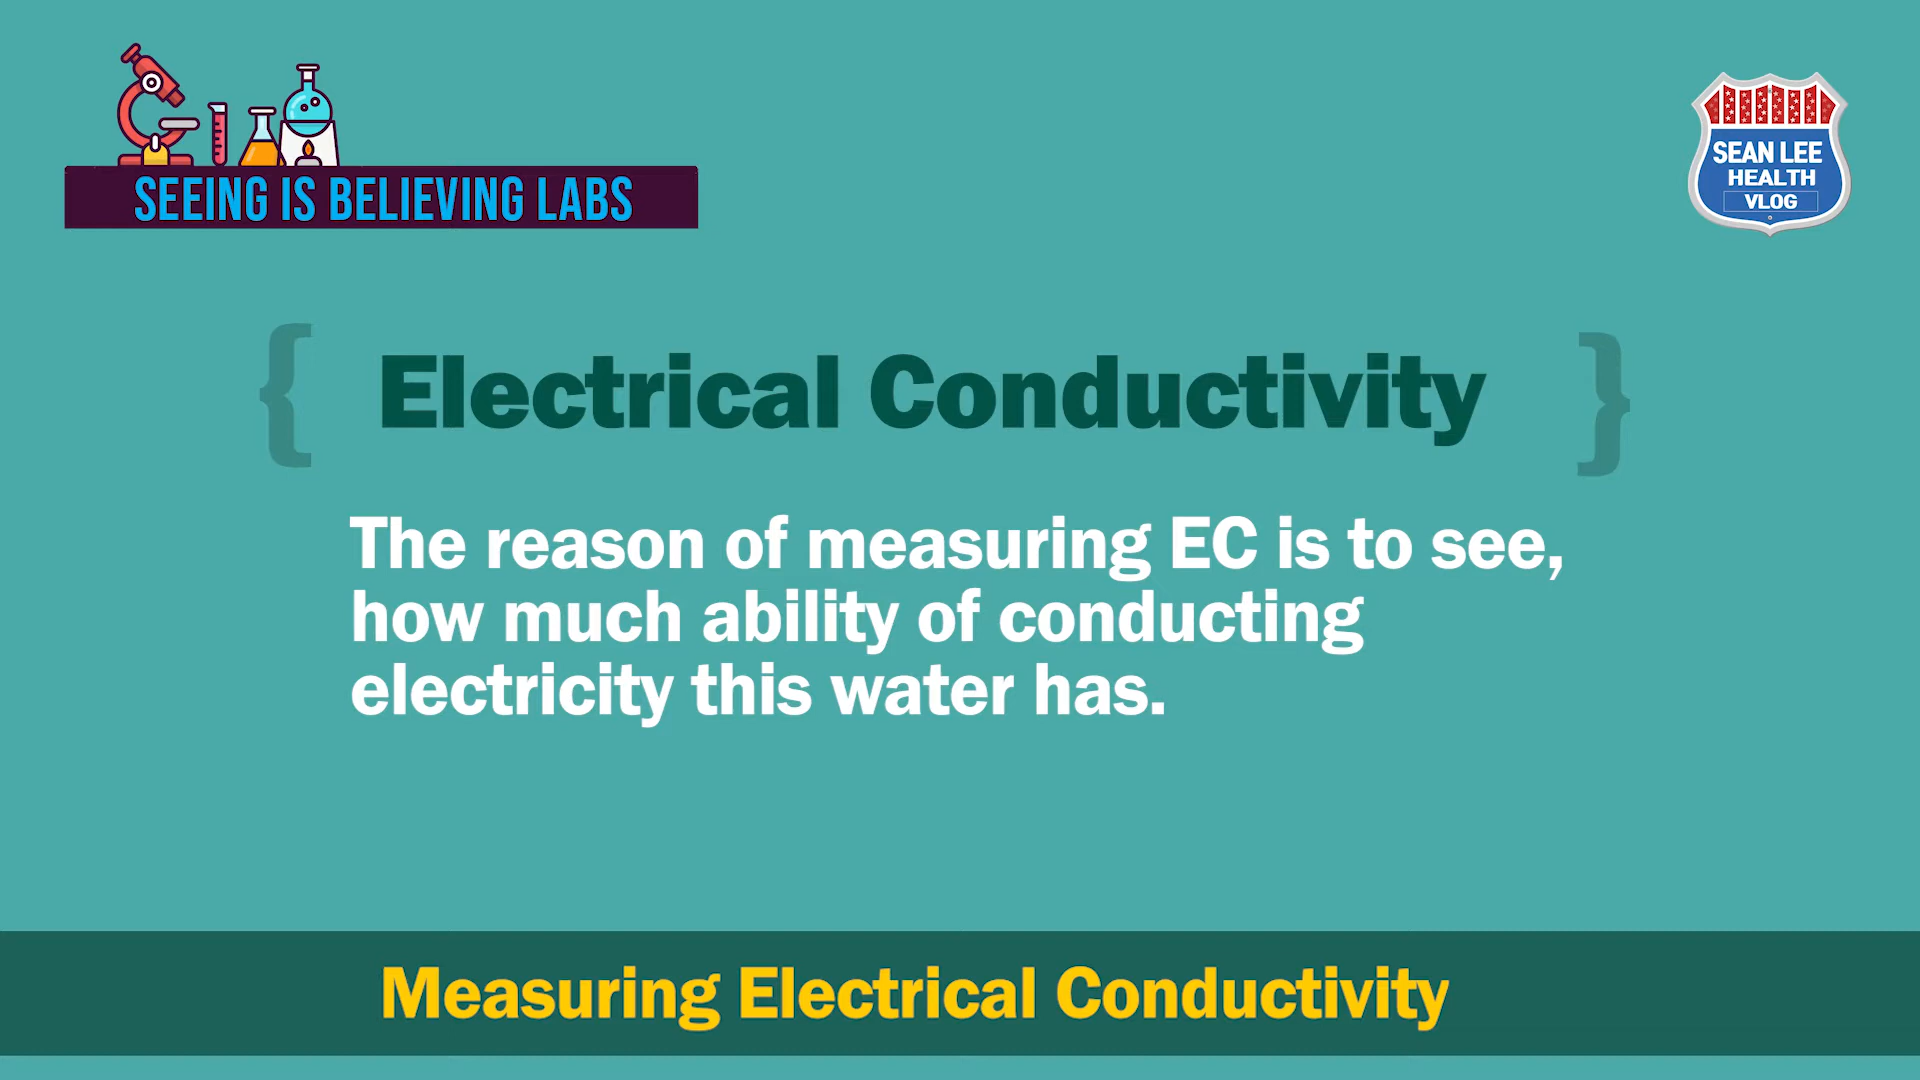 SEEING IS BELIEVING LABS
SEAN LEE
HEALTH
VLOG
{ Electrical Conductivity }
The reason of measuring EC is to see,
how much ability of conducting
electricity this water has.
Measuring Electrical Conductivity